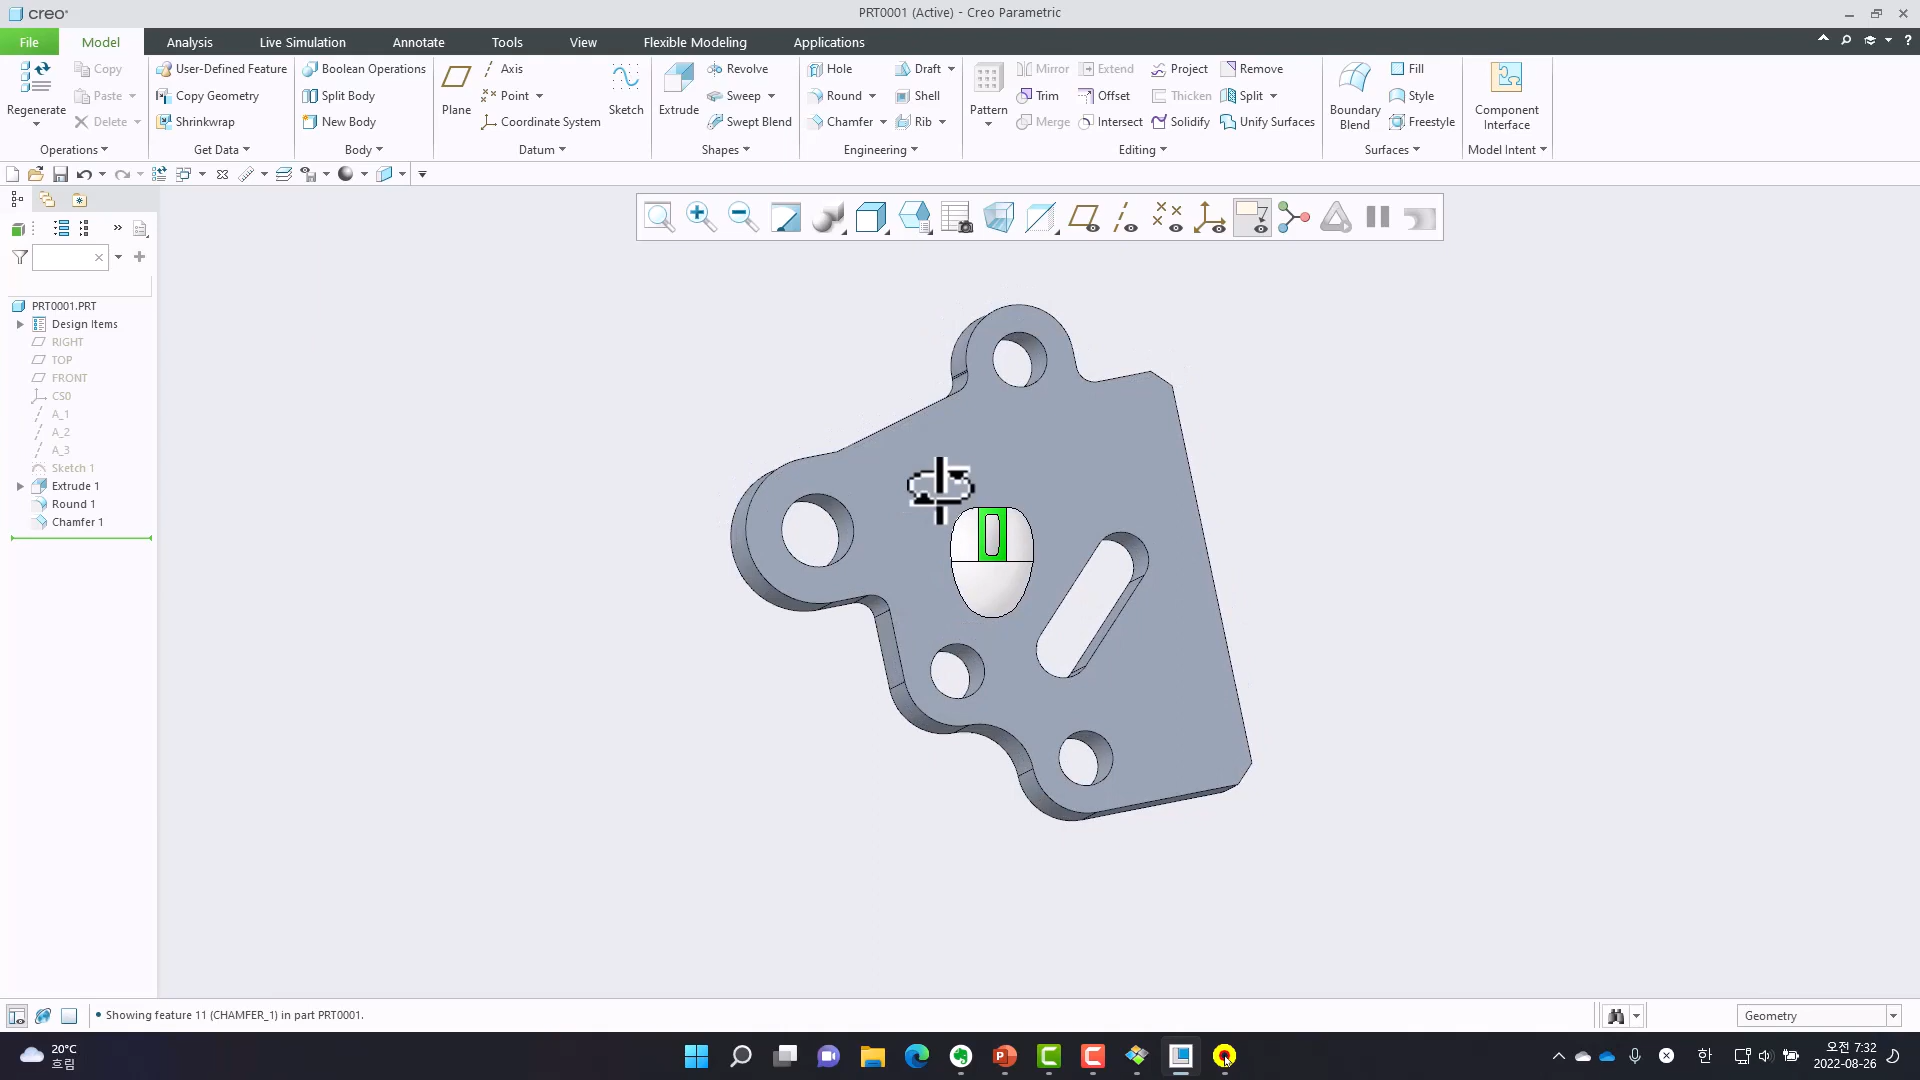 creo
PRT0001 (Active) - Creo Parametric
File Model Analysis Live Simulation Annotate Tools View Flexible Modeling Applications
Regenerate
Copy
Paste
Delete
Operations
User-Defined Feature
Copy Geometry
Shrinkwrap
Get Data
Boolean Operations
Split Body
New Body
Body
Plane
Axis
Point
Coordinate System
Sketch
Datum
Extrude
Revolve
Sweep
Swept Blend
Shapes
Hole
Round
Chamfer
Draft
Shell
Rib
Engineering
Pattern
Mirror
Trim
Merge
Extend
Offset
Intersect
Project
Thicken
Solidify
Remove
Split
Unify Surfaces
Editing
Boundary
Blend
Fill
Style
Freestyle
Surfaces
Component
Interface
Model Intent
PRT0001.PRT
Design Items
RIGHT
TOP
FRONT
CS0
A_1
A_2
A_3
Sketch 1
Extrude 1
Round 1
Chamfer 1
Showing feature 11 (CHAMFER_1) in part PRT0001.
Geometry
20°C
흐림
한
오전 7:32
2022-08-26